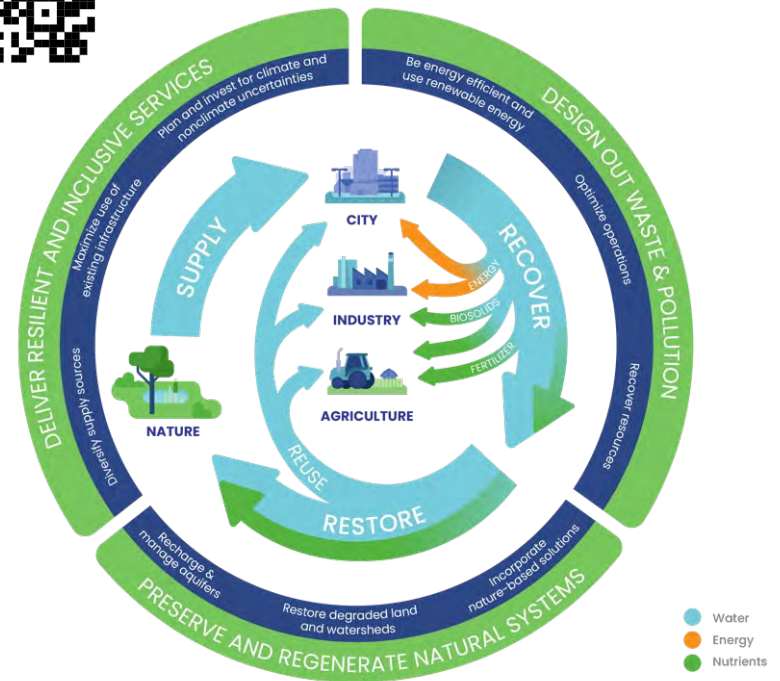 DELIVER RESILIENT AND INCLUSIVE SERVICES
Plan and invest for climate and
nonclimate uncertainties
Maximize use of
existing infrastructure
Diversify supply sources
DESIGN OUT WASTE & POLLUTION
Be energy efficient and
use renewable energy
Optimize operations
Recover resources
PRESERVE AND REGENERATE NATURAL SYSTEMS
Recharge &
manage aquifers
Restore degraded land
and watersheds
Incorporate
nature-based solutions
SUPPLY
CITY
RECOVER
ENERGY
INDUSTRY
BIOSOLIDS
FERTILIZER
AGRICULTURE
NATURE
REUSE
RESTORE
Water
Energy
Nutrients